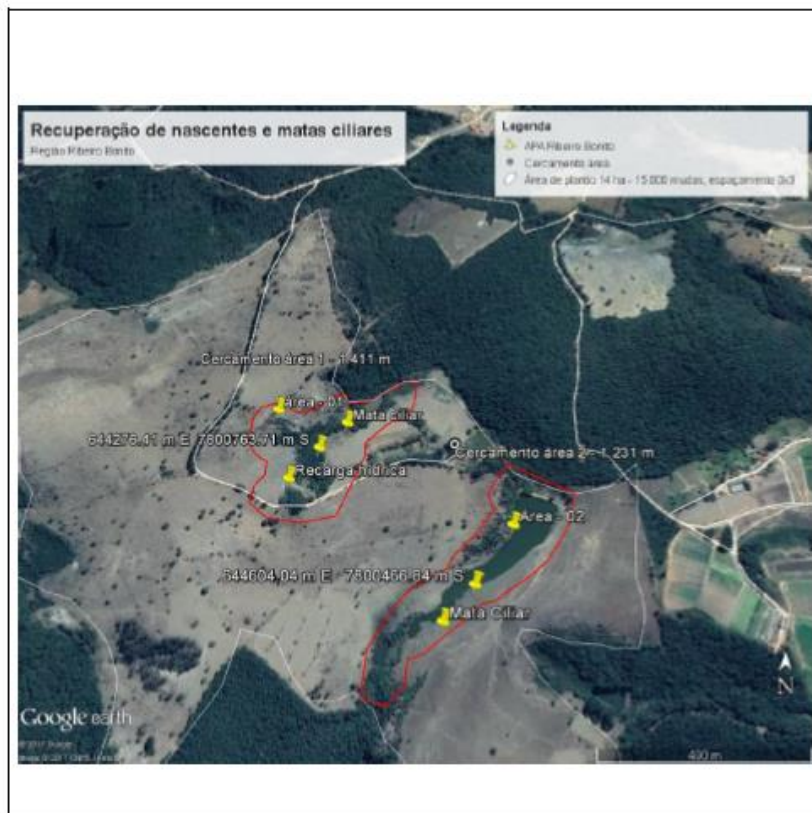 Recuperação de nascentes e matas ciliares
Região Ribeiro Bonito
Legenda
APA Ribeiro Bonito
Cercamento área
Área de plantio 14 ha - 15.000 mudas, espaçamento 3x3
Cercamento área 1 - 1.411 m
área - 01
Mata ciliar
644276.41 m E 7800763.71 m S
Recarga hídrica
Cercamento área 2 - 1.231 m
Area - 02
644604.04 m E - 7800466.64 m S
Mata Ciliar
N
Google earth
400 m